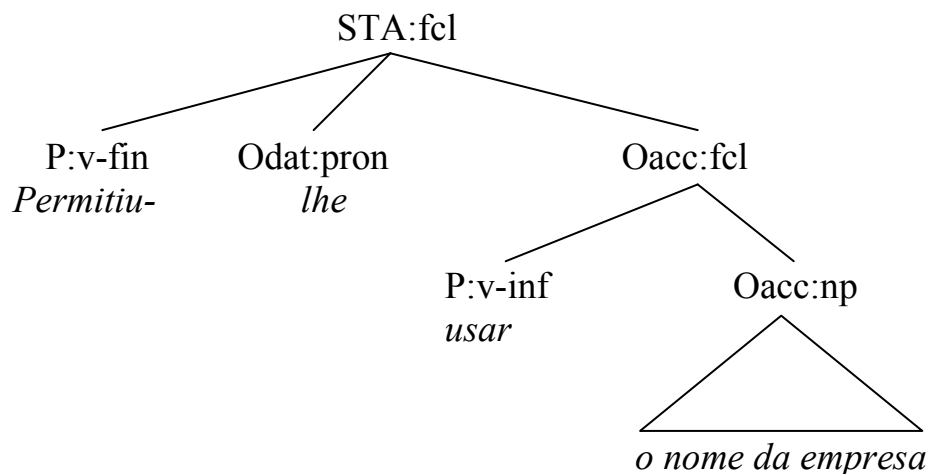 STA:fcl
P:v-fin Odat:pron Oacc:fcl
Permitiu- lhe
P:v-inf Oacc:np
usar
o nome da empresa